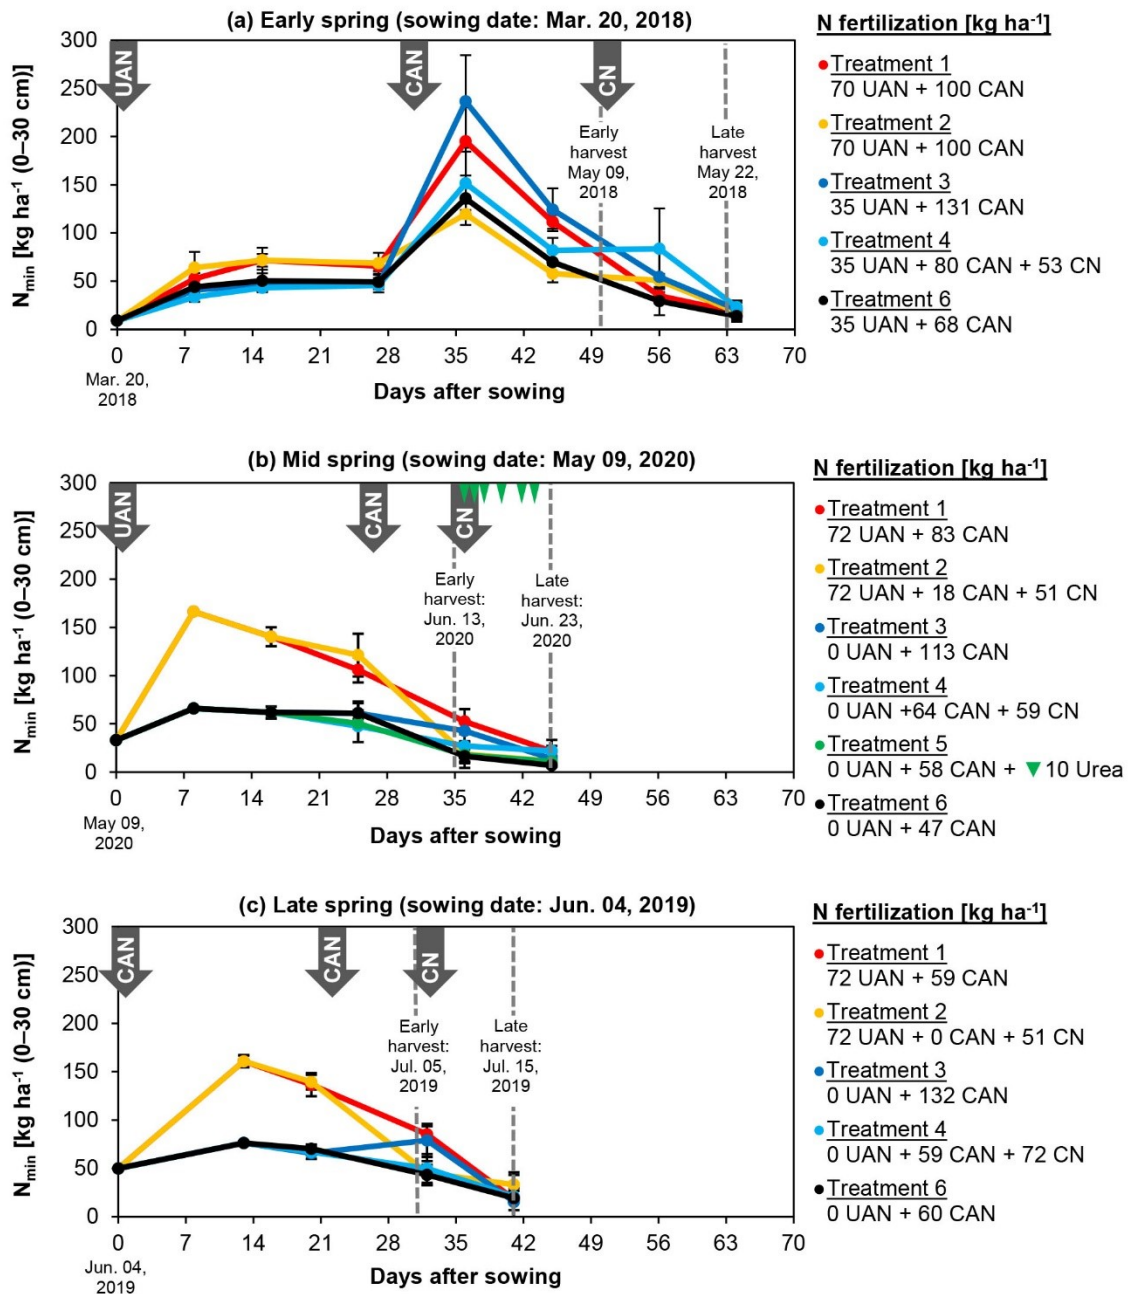 (a) Early spring (sowing date: Mar. 20, 2018)
N fertilization [kg ha⁻¹]
Nmin [kg ha⁻¹ (0–30 cm)]
300
250
200
150
100
50
0
UAN
CAN
CN
Early
harvest
May 09,
2018
Late
harvest
May 22,
2018
0 7 14 21 28 35 42 49 56 63 70
Mar. 20,
2018
Days after sowing
Treatment 1
70 UAN + 100 CAN
Treatment 2
70 UAN + 100 CAN
Treatment 3
35 UAN + 131 CAN
Treatment 4
35 UAN + 80 CAN + 53 CN
Treatment 6
35 UAN + 68 CAN
(b) Mid spring (sowing date: May 09, 2020)
N fertilization [kg ha⁻¹]
Nmin [kg ha⁻¹ (0–30 cm)]
300
250
200
150
100
50
0
UAN
CAN
CN
Early
harvest:
Jun. 13,
2020
Late
harvest:
Jun. 23,
2020
0 7 14 21 28 35 42 49 56 63 70
May 09,
2020
Days after sowing
Treatment 1
72 UAN + 83 CAN
Treatment 2
72 UAN + 18 CAN + 51 CN
Treatment 3
0 UAN + 113 CAN
Treatment 4
0 UAN +64 CAN + 59 CN
Treatment 5
0 UAN + 58 CAN + ▼10 Urea
Treatment 6
0 UAN + 47 CAN
(c) Late spring (sowing date: Jun. 04, 2019)
N fertilization [kg ha⁻¹]
Nmin [kg ha⁻¹ (0–30 cm)]
300
250
200
150
100
50
0
CAN
CAN
CN
Early
harvest:
Jul. 05,
2019
Late
harvest:
Jul. 15,
2019
0 7 14 21 28 35 42 49 56 63 70
Jun. 04,
2019
Days after sowing
Treatment 1
72 UAN + 59 CAN
Treatment 2
72 UAN + 0 CAN + 51 CN
Treatment 3
0 UAN + 132 CAN
Treatment 4
0 UAN + 59 CAN + 72 CN
Treatment 6
0 UAN + 60 CAN